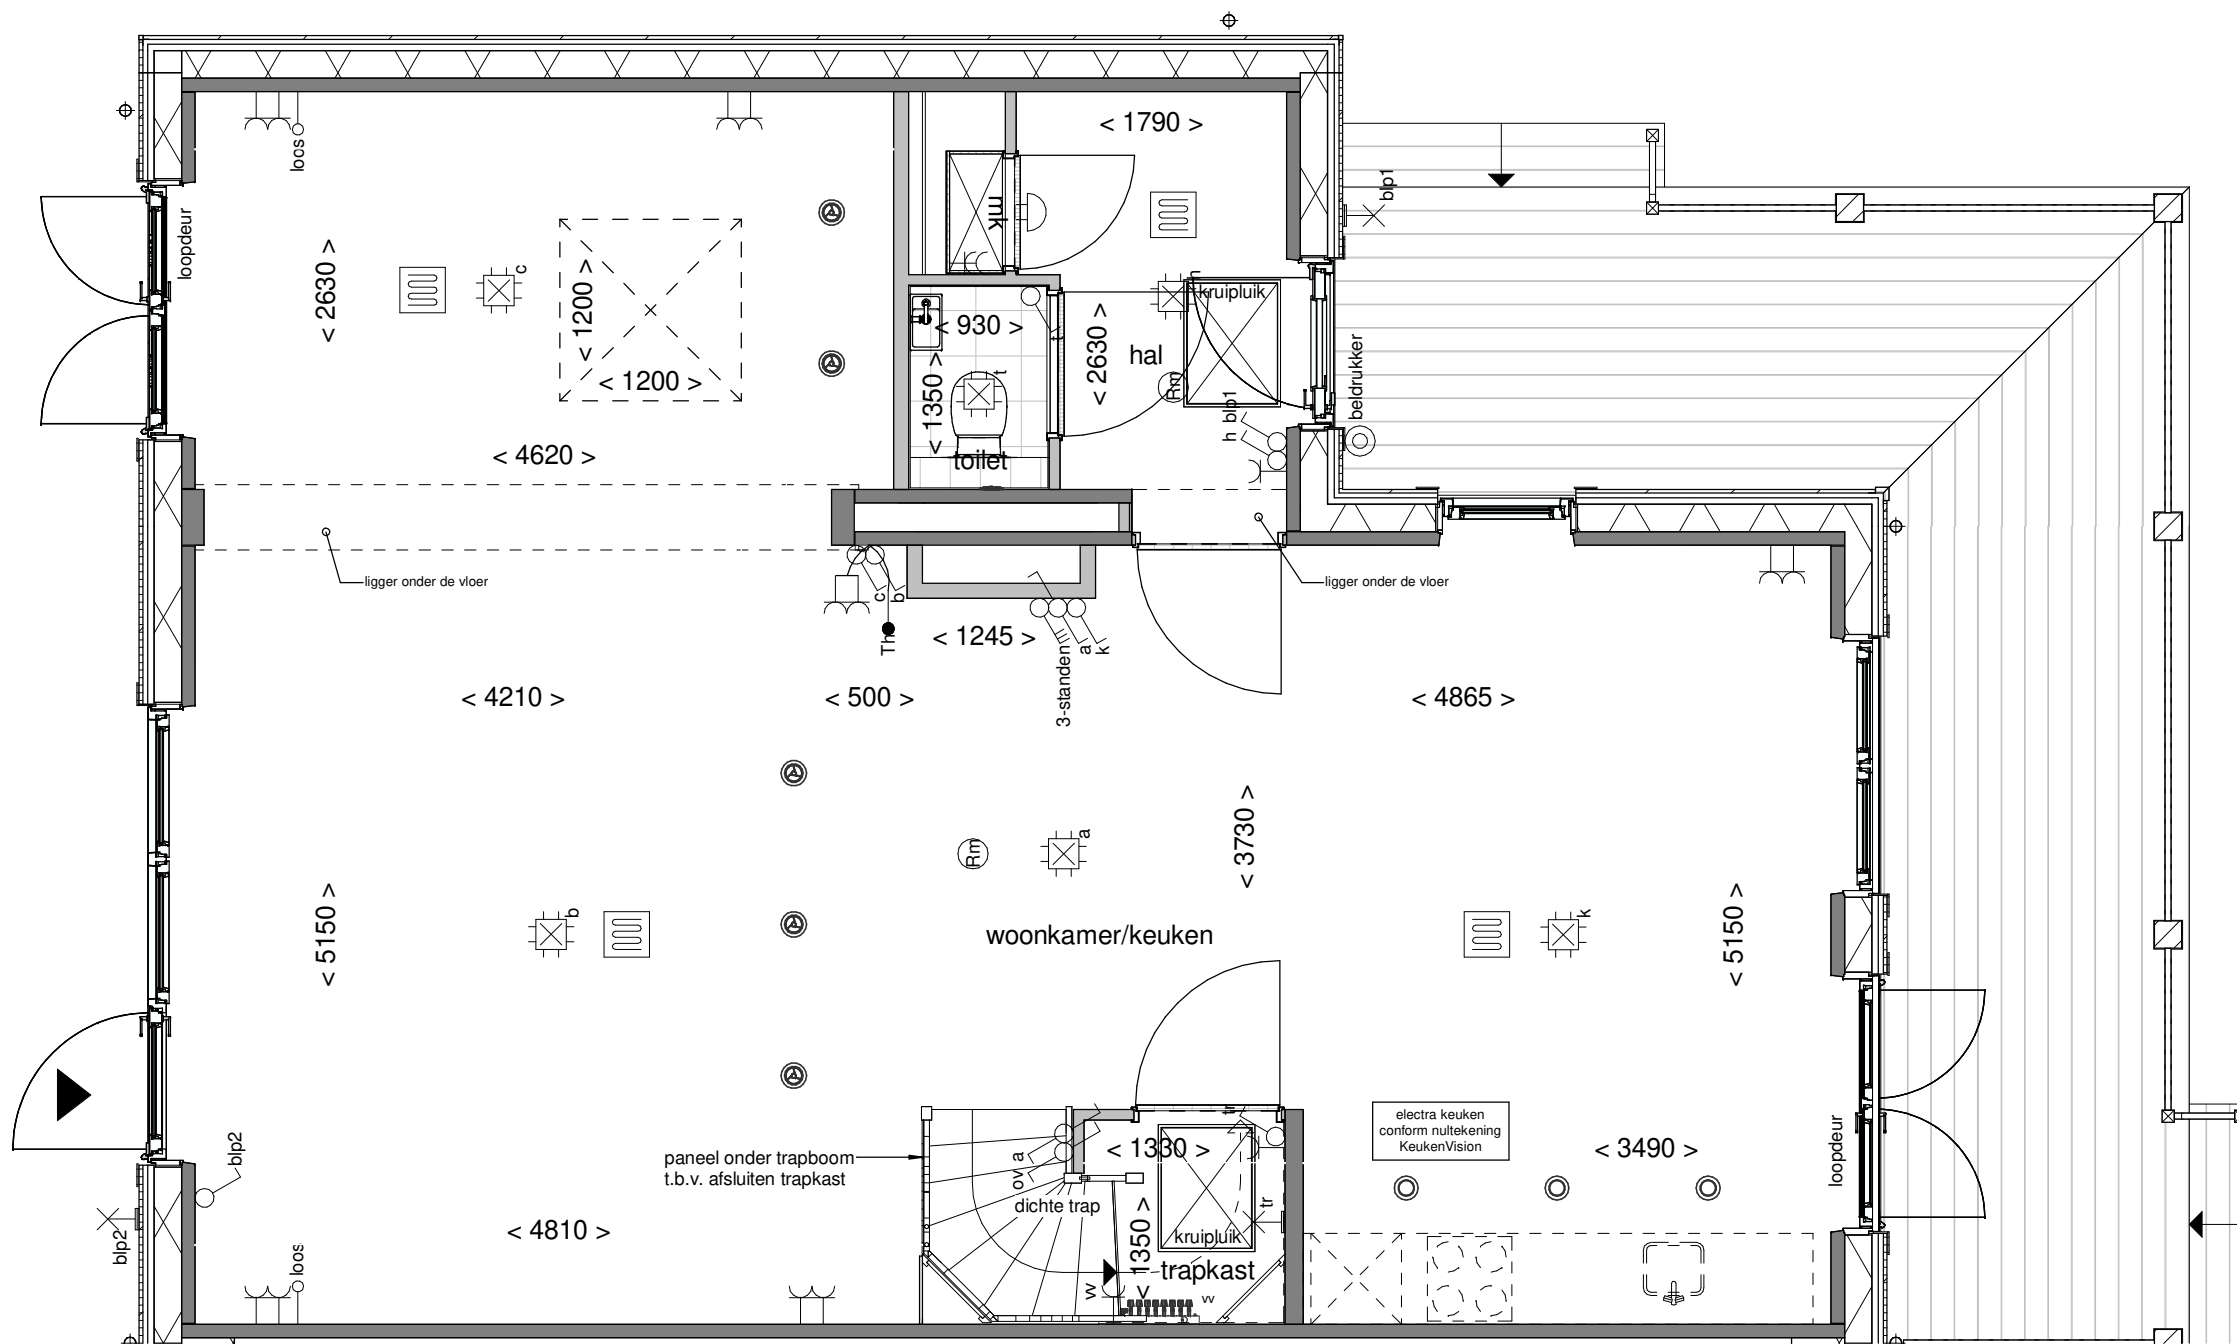 < 1790 >
loos
blp1
loopdeur
mk
< 2630 >
c
< 1200 >
< 1200 >
kruipluik
< 930 >
t
t
< 2630 >
hal
Rm
< 1350 >
beldrukker
h blp1
< 4620 >
toilet
ligger onder de vloer
ligger onder de vloer
c
b
Th
< 1245 >
3-standen
a
k
< 4210 >
< 500 >
< 4865 >
< 3730 >
Rm
a
< 5150 >
b
woonkamer/keuken
k
< 5150 >
electra keuken
conform nultekening
KeukenVision
tr
blp2
paneel onder trapboom
t.b.v. afsluiten trapkast
ov a
< 1330 >
< 3490 >
loopdeur
dichte trap
tr
blp2
< 4810 >
< 1350 >
kruipluik
loos
trapkast
vv
vv